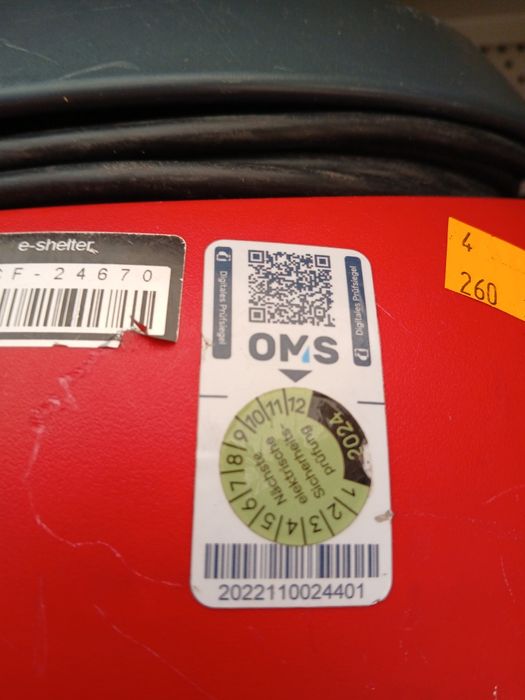 e-shelter
F-24670
4
260
Digitales Prüfsiegel
Digitales Prüfsiegel
OMS
2024
1 2 3 4 5 6 7 8 9 10 11 12
Nächste
elektrische
Sicherheits-
prüfung
2022110024401